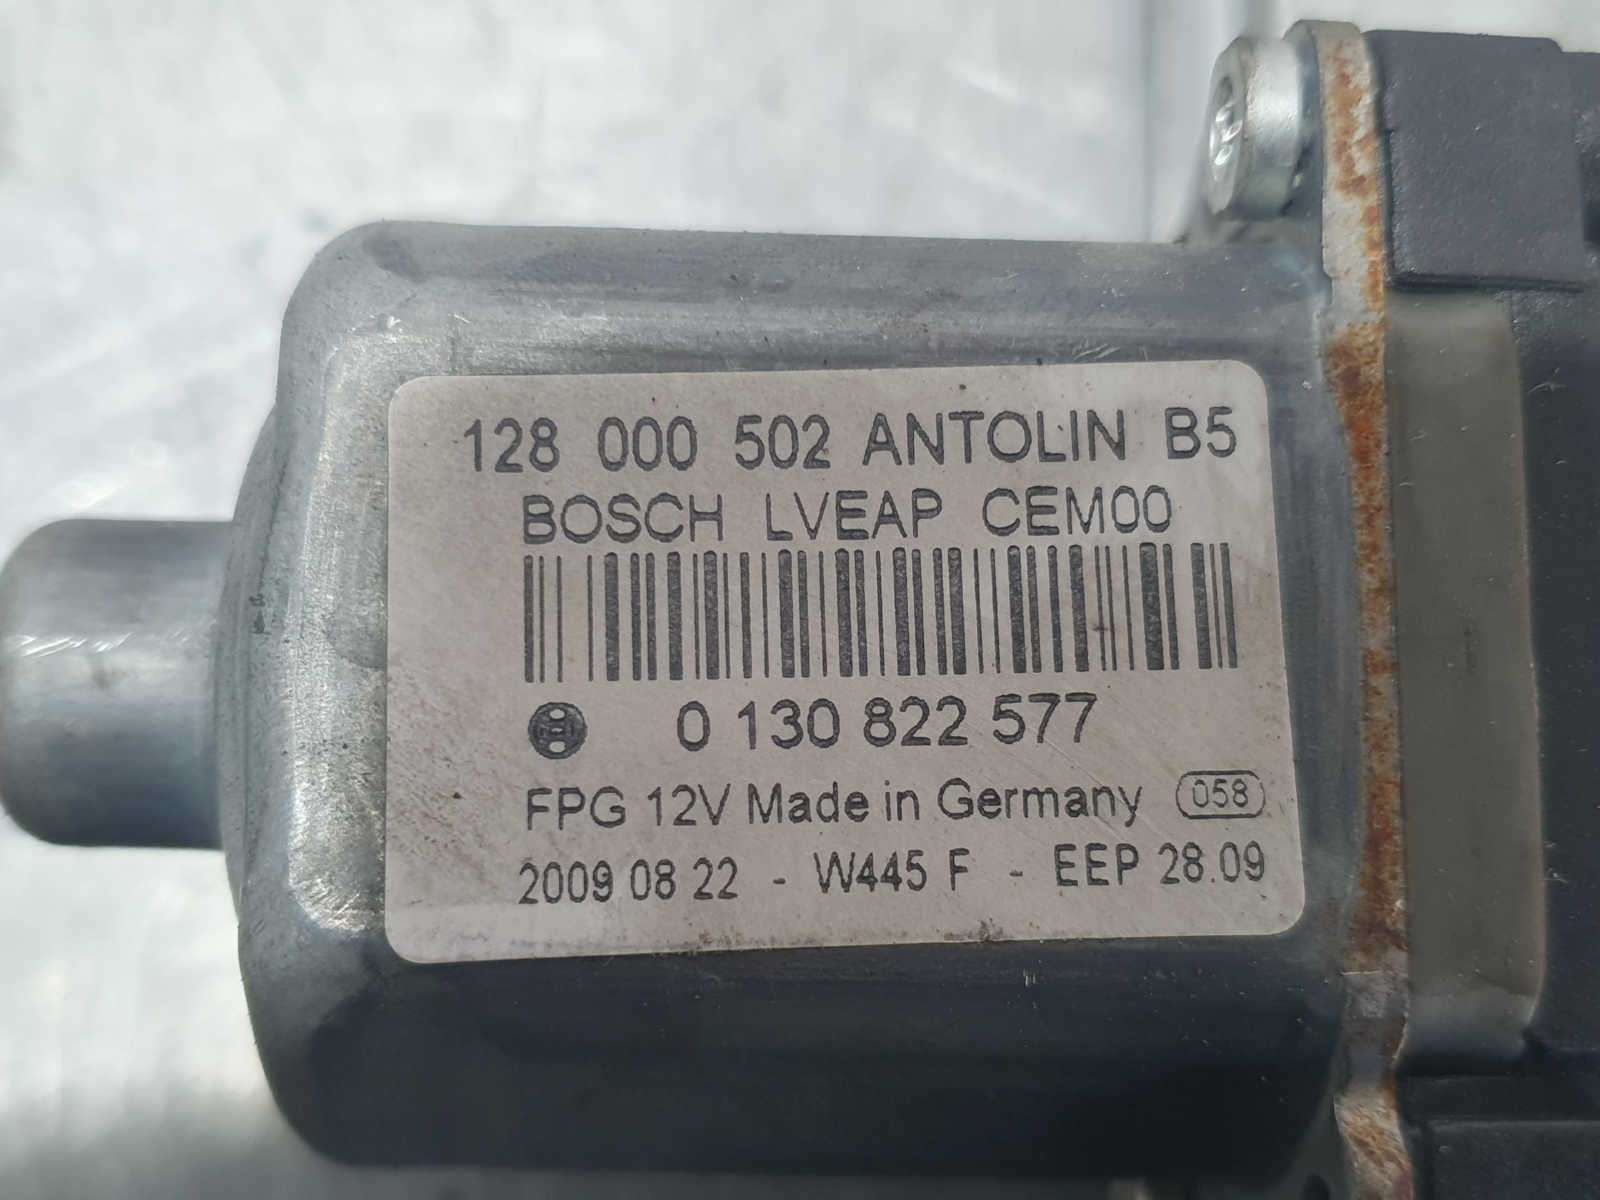 128 000 502 ANTOLIN B5
BOSCH LVEAP CEM00
0 130 822 577
FPG 12V Made in Germany 058
2009 08 22 - W445 F - EEP 28.09